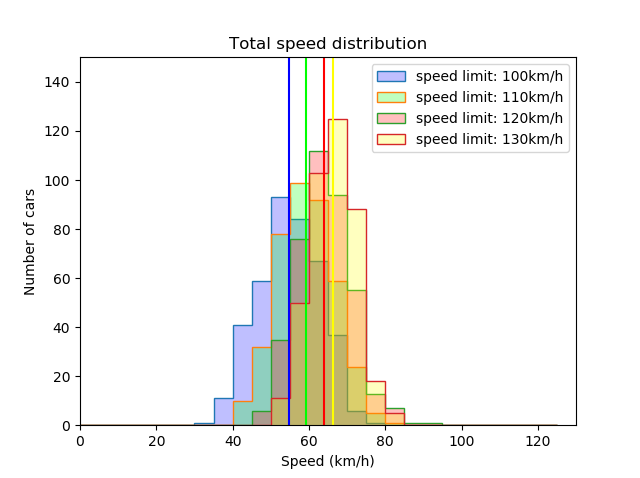 Total speed distribution
speed limit: 100km/h
speed limit: 110km/h
speed limit: 120km/h
speed limit: 130km/h
Number of cars
140
120
100
80
60
40
20
0
0 20 40 60 80 100 120
Speed (km/h)